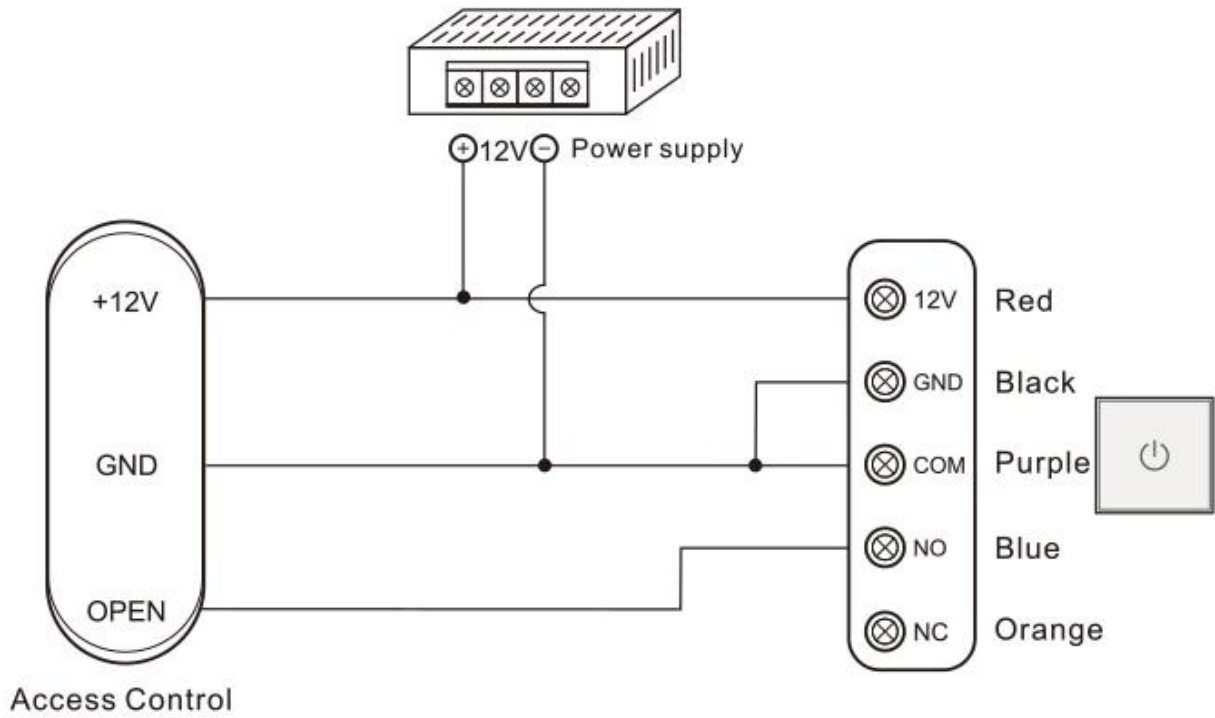 +12V− Power supply
+12V
GND
OPEN
Access Control
12V Red
GND Black
COM Purple
NO Blue
NC Orange